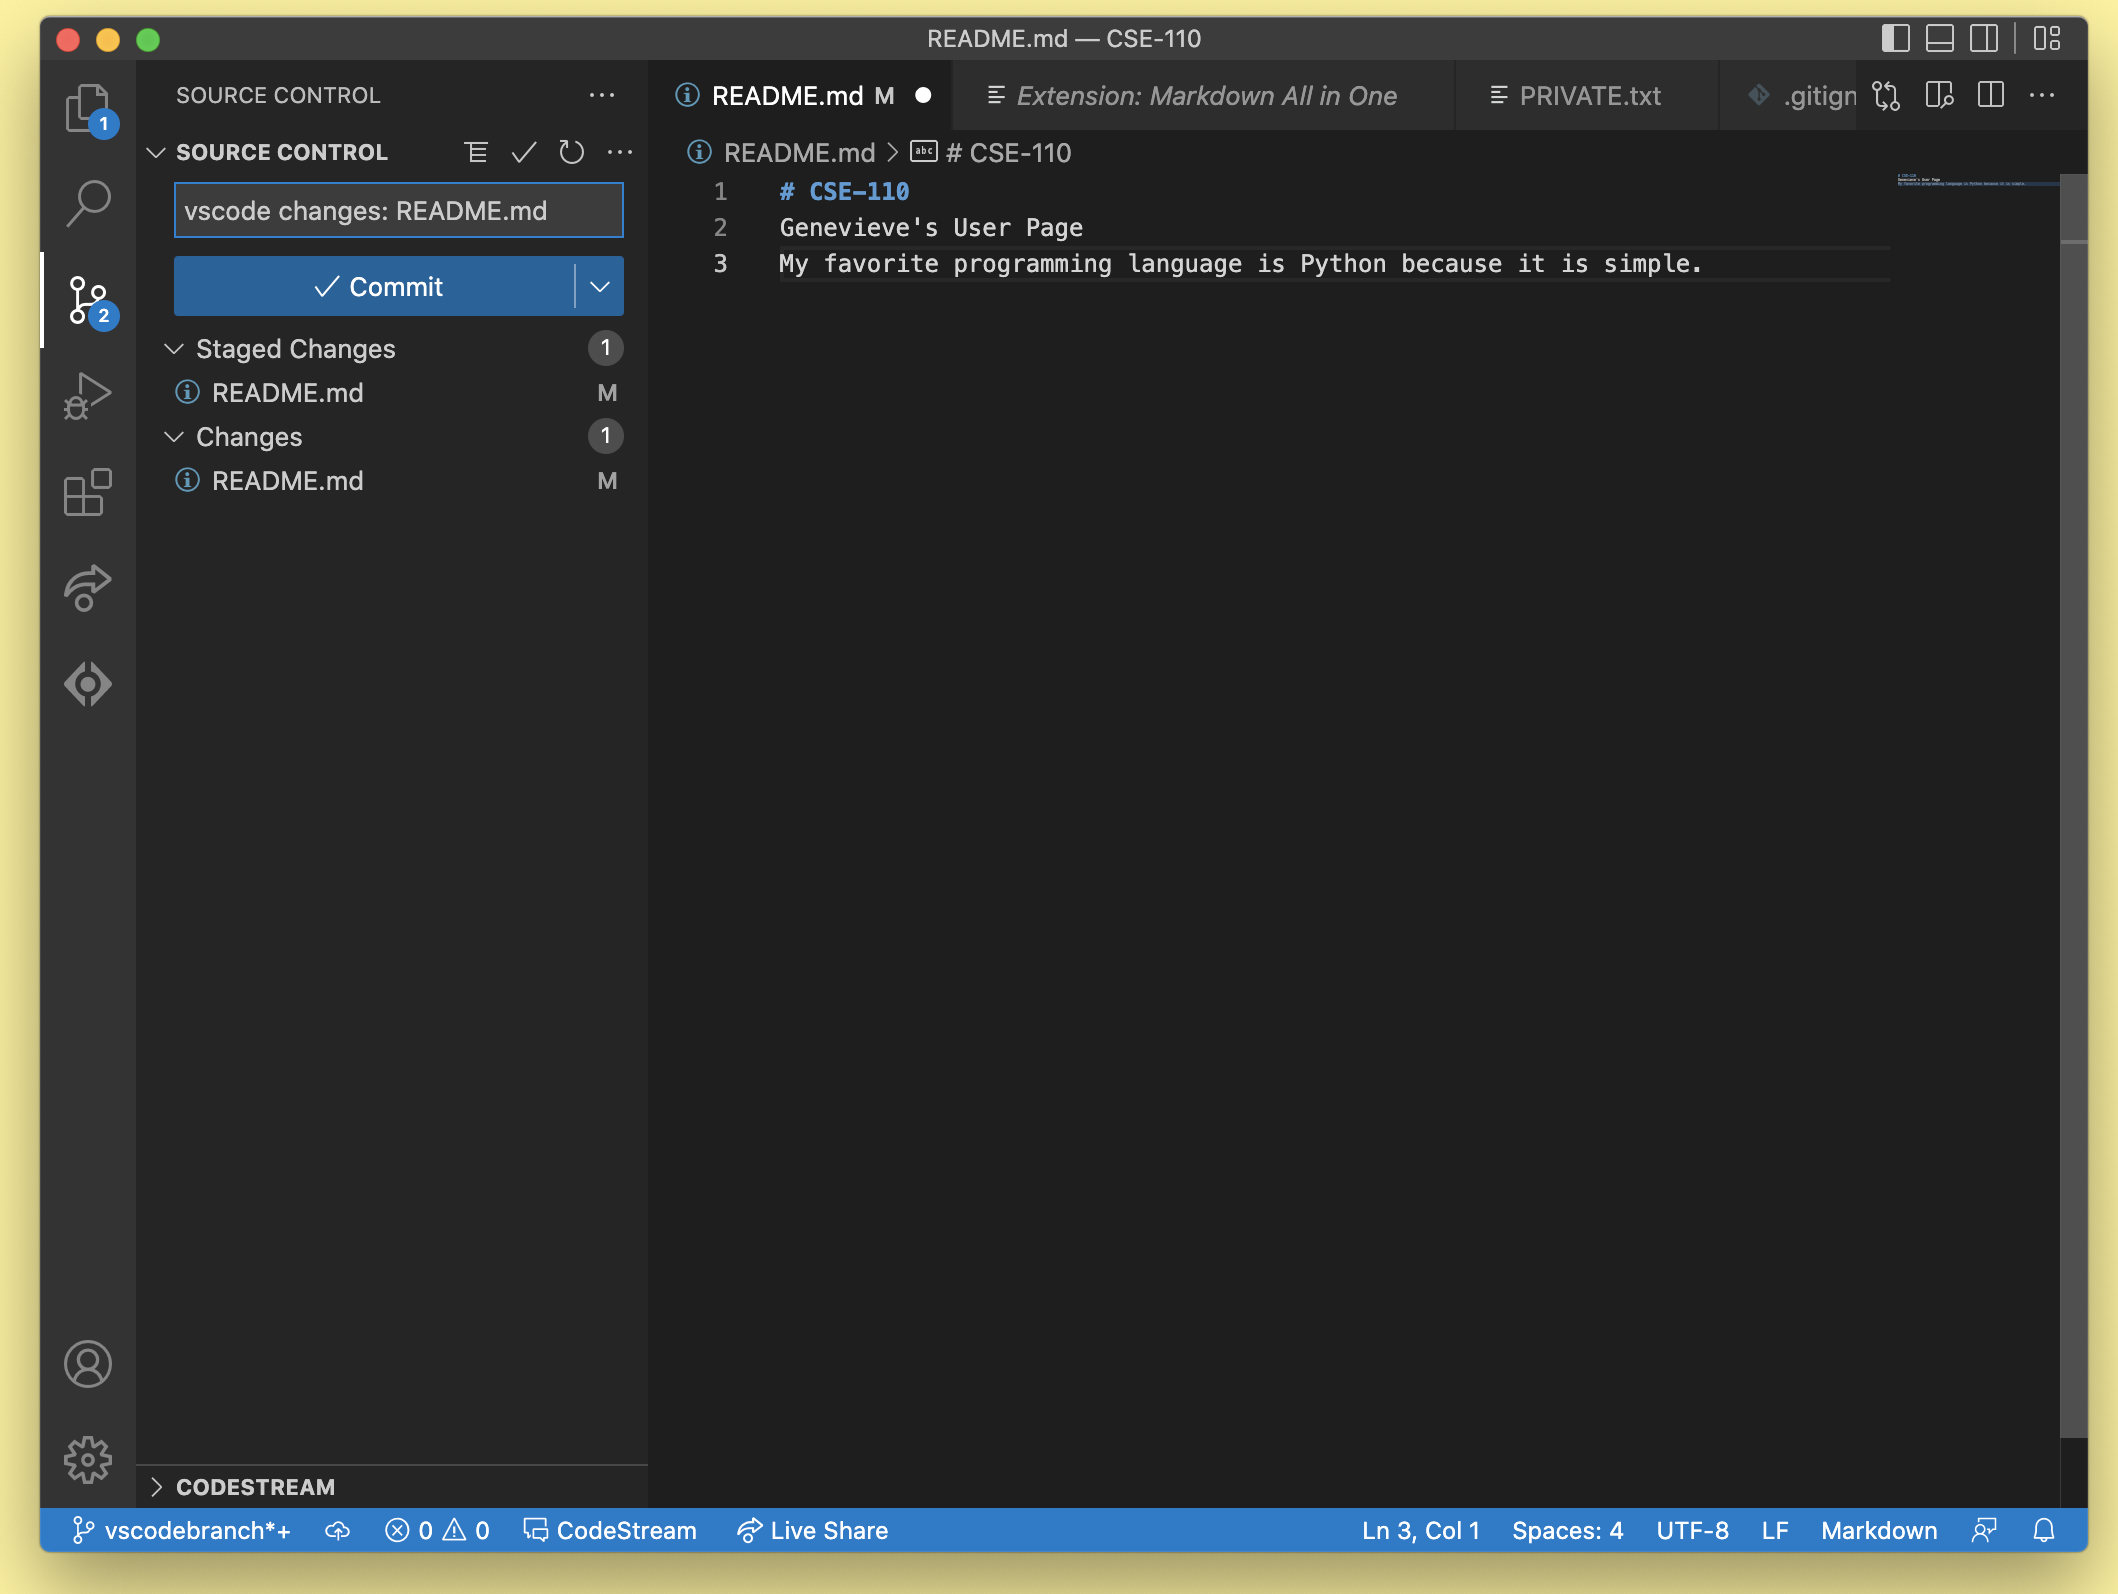 README.md — CSE-110
SOURCE CONTROL
README.md M
Extension: Markdown All in One
PRIVATE.txt
.gitign
1
SOURCE CONTROL
README.md > # CSE-110
vscode changes: README.md
1 # CSE-110
2 Genevieve's User Page
3 My favorite programming language is Python because it is simple.
Commit
2
Staged Changes 1
README.md M
Changes 1
README.md M
CODESTREAM
vscodebranch*+ 0 0 CodeStream Live Share Ln 3, Col 1 Spaces: 4 UTF-8 LF Markdown